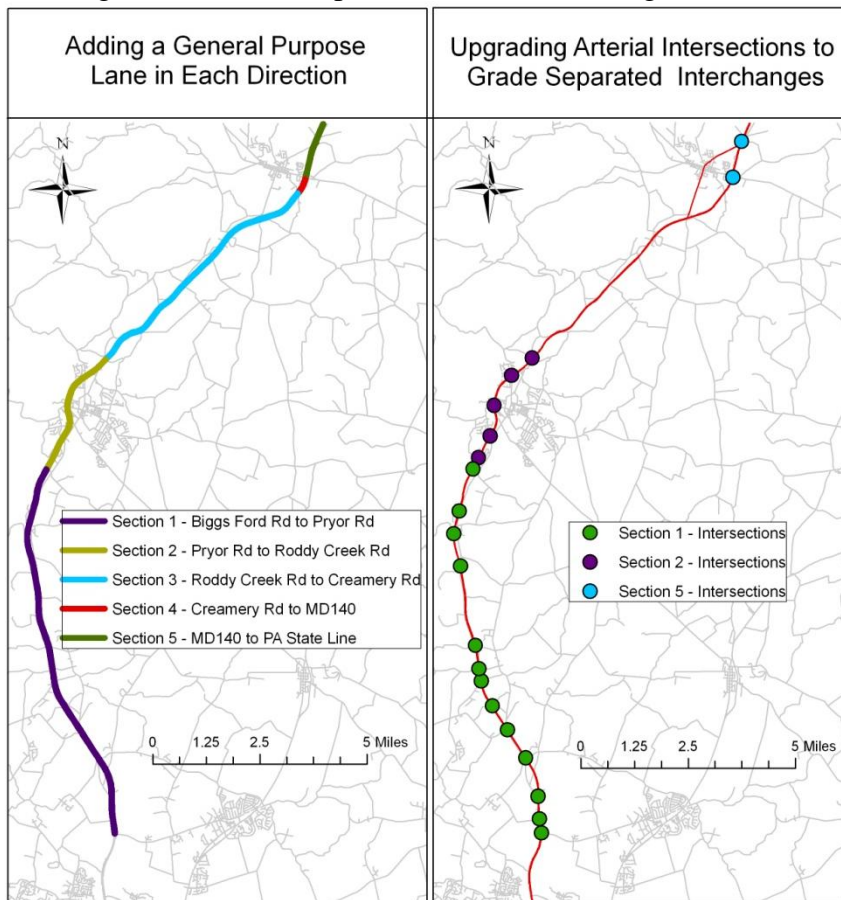 Adding a General Purpose
Lane in Each Direction
N
Section 1 - Biggs Ford Rd to Pryor Rd
Section 2 - Pryor Rd to Roddy Creek Rd
Section 3 - Roddy Creek Rd to Creamery Rd
Section 4 - Creamery Rd to MD140
Section 5 - MD140 to PA State Line
0 1.25 2.5 5 Miles
Upgrading Arterial Intersections to
Grade Separated Interchanges
N
Section 1 - Intersections
Section 2 - Intersections
Section 5 - Intersections
0 1.25 2.5 5 Miles